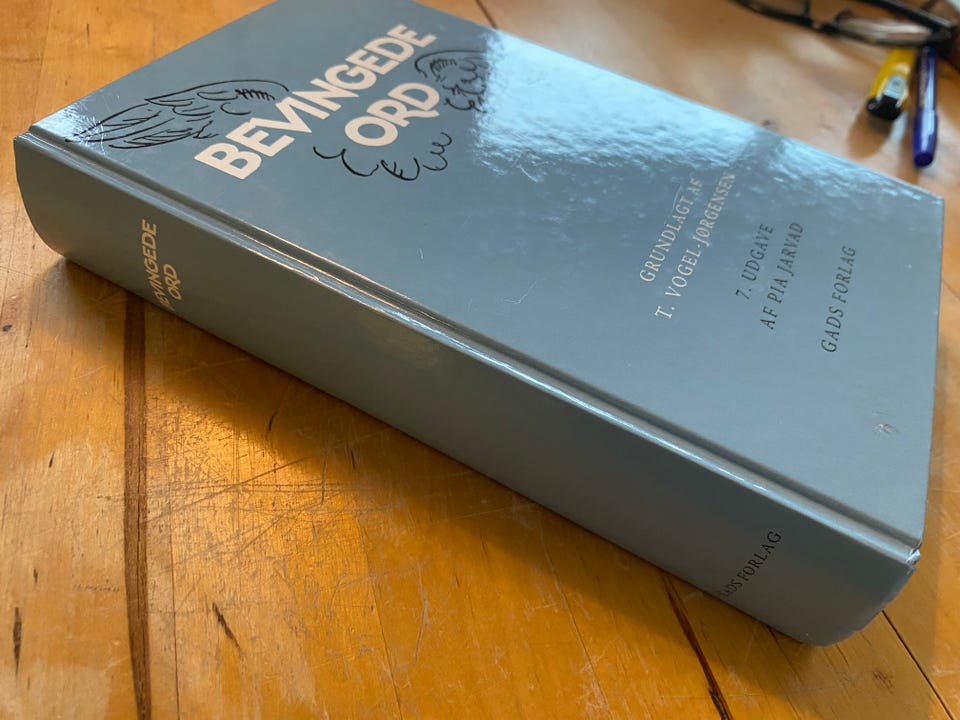 BEVINGEDE
ORD
GRUNDLAGT AF
T. VOGEL-JØRGENSEN
7. UDGAVE
AF PIA JARVAD
GADS FORLAG
BEVINGEDE
ORD
GADS FORLAG